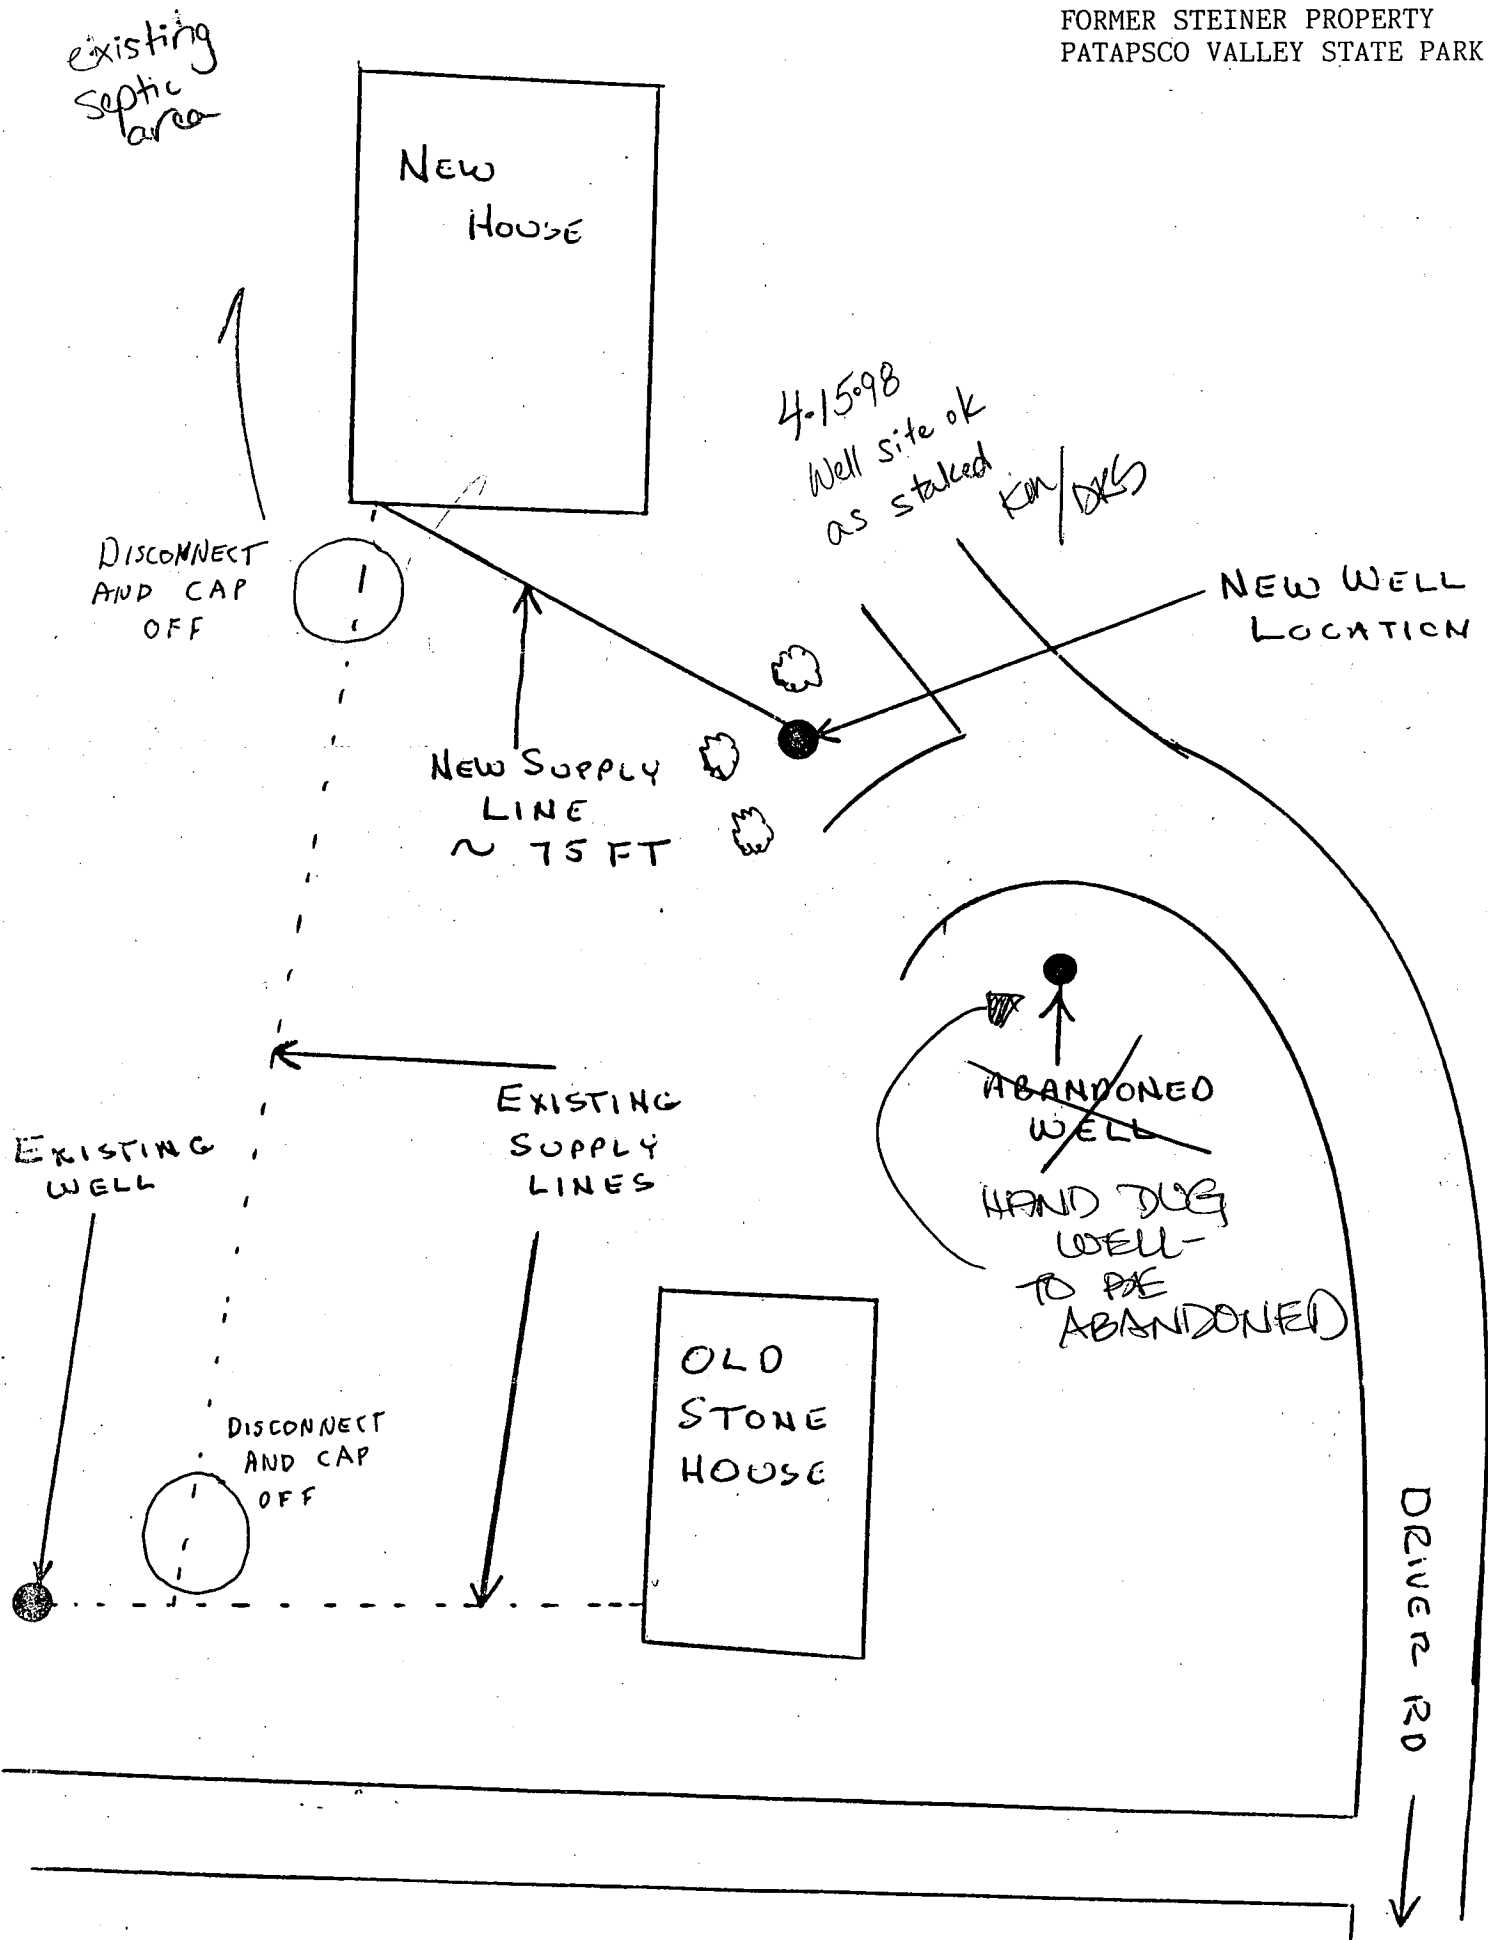 FORMER STEINER PROPERTY
PATAPSCO VALLEY STATE PARK
existing
septic
area
NEW
HOUSE
4.15.98
Well site ok
as staked
KM/DKS
DISCONNECT
AND CAP
OFF
NEW WELL
LOCATION
NEW SUPPLY
LINE
~ 75 FT
ABANDONED
WELL
HAND DUG
WELL-
TO BE
ABANDONED
EXISTING
WELL
EXISTING
SUPPLY
LINES
OLD
STONE
HOUSE
DISCONNECT
AND CAP
OFF
DRIVER RD